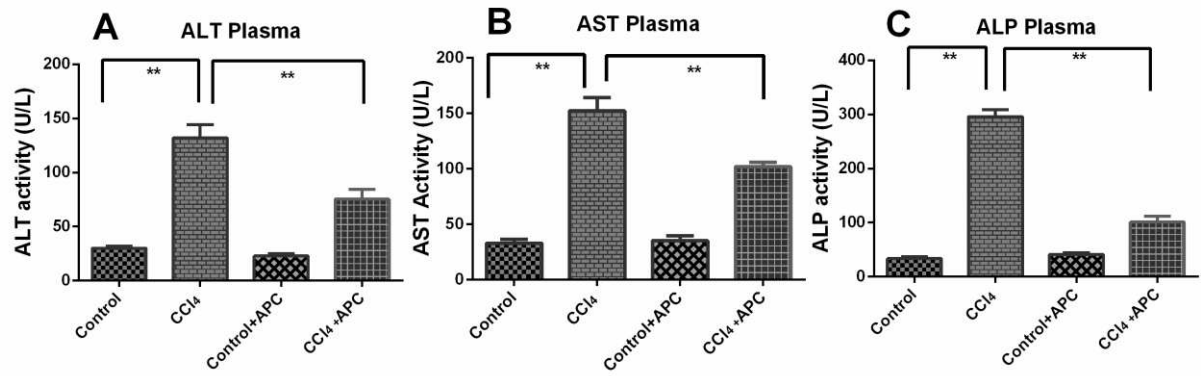 A
ALT Plasma
**
**
ALT activity (U/L)
200
150
100
50
0
Control
CCl4
Control+APC
CCl4 +APC
B
AST Plasma
**
**
AST Activity (U/L)
200
150
100
50
0
Control
CCl4
Control+APC
CCl4 +APC
C
ALP Plasma
**
**
ALP activity (U/L)
400
300
200
100
0
Control
CCl4
Control+APC
CCl4 +APC